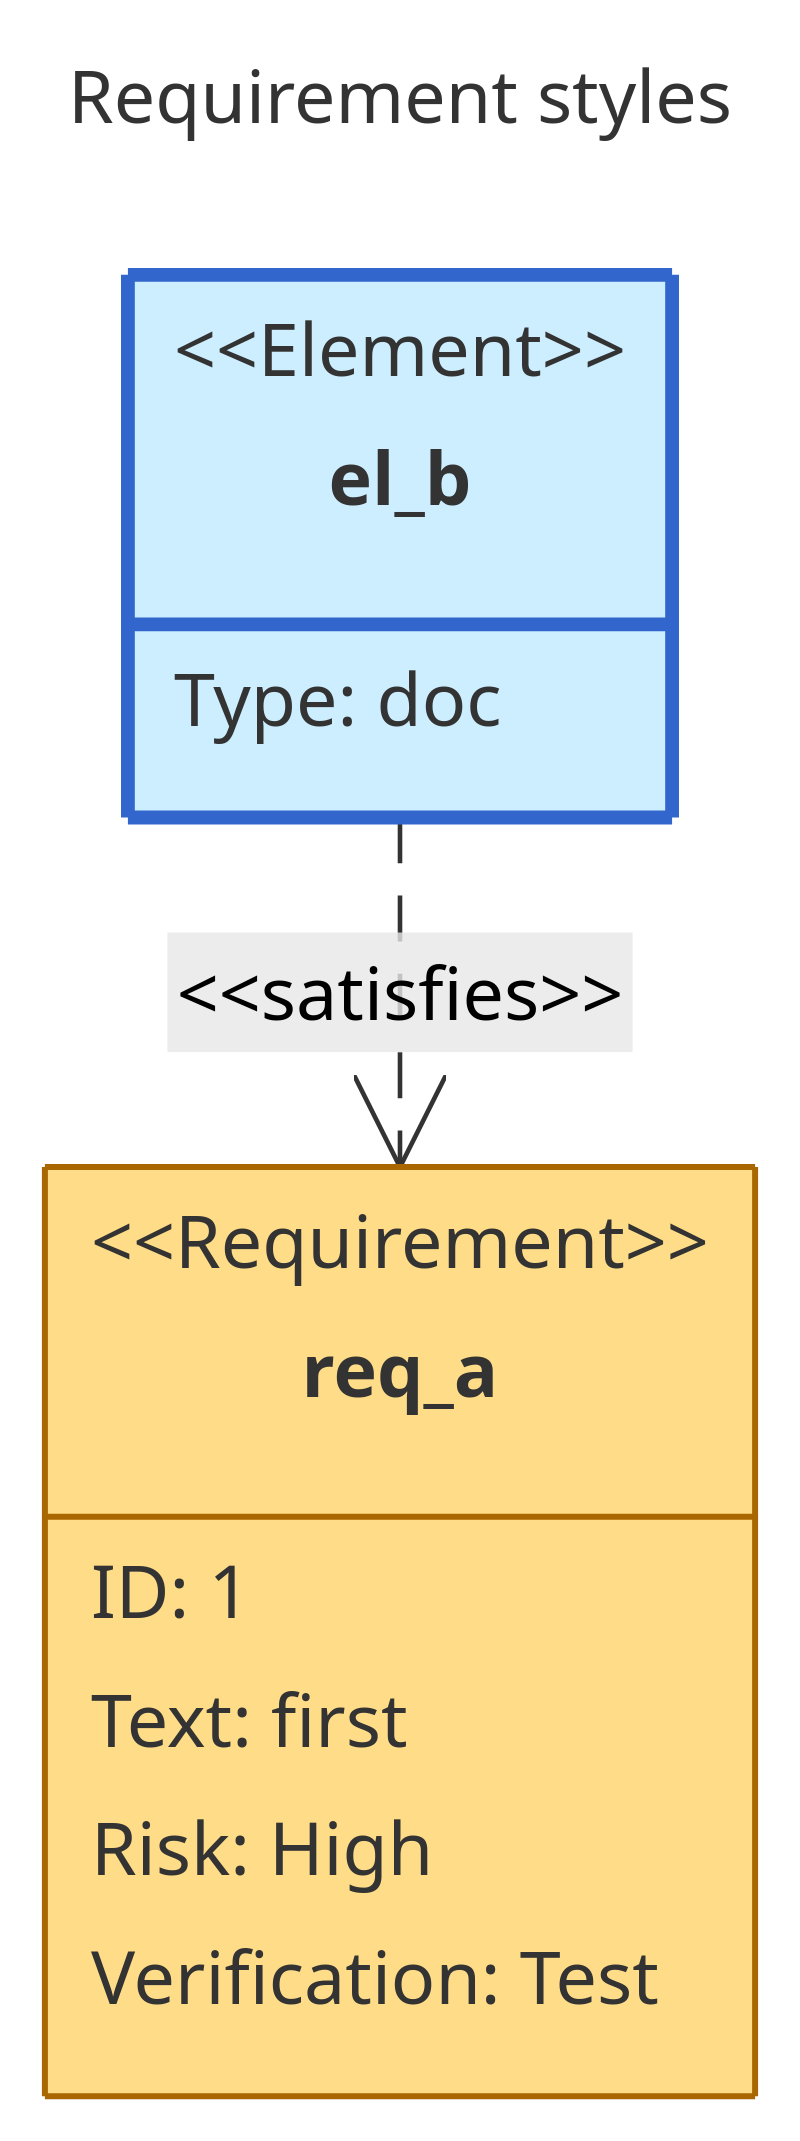 Requirement styles
<<Element>>
el_b
Type: doc
<<satisfies>>
<<Requirement>>
req_a
ID: 1
Text: first
Risk: High
Verification: Test